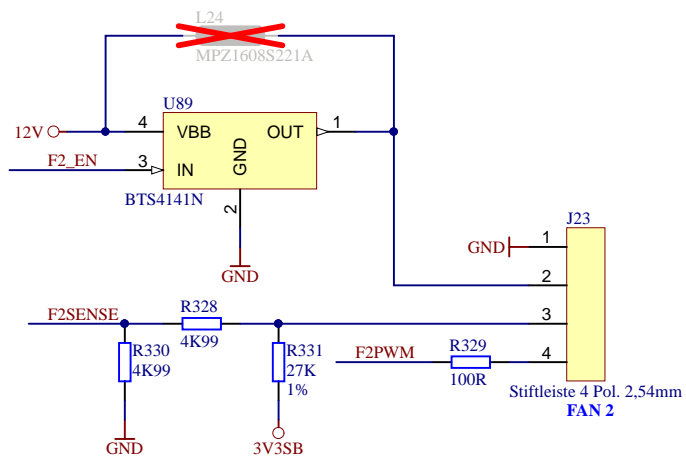 L24
MPZ1608S221A
U89
12V
4
VBB
OUT
1
F2_EN
3
IN
GND
BTS4141N
2
GND
J23
GND
1
2
F2SENSE
R328
4K99
3
R330
4K99
R331
27K
1%
F2PWM
R329
100R
4
Stiftleiste 4 Pol. 2,54mm
FAN 2
GND
3V3SB